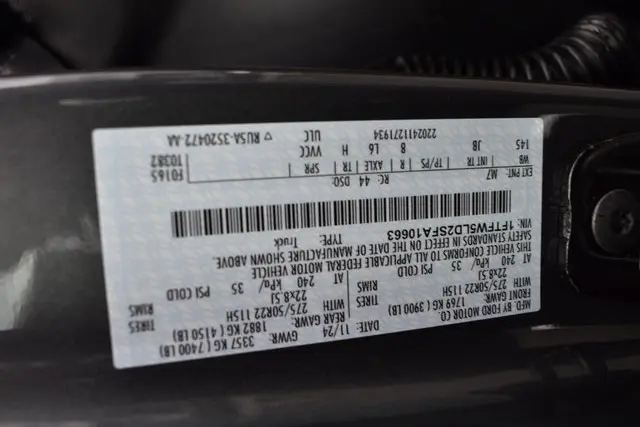 MFD. BY FORD MOTOR CO.
DATE: 11/24 GVWR: 3357 KG ( 7400 LB)
FRONT GAWR: REAR GAWR:
1769 KG ( 3900 LB) 1882 KG ( 4150 LB)
WITH TIRES
275/50R22 115H 275/50R22 115H
WITH RIMS
22x8.5J 22x8.5J
AT 240 kPa/ 35 PSI COLD AT 240 kPa/ 35 PSI COLD
THIS VEHICLE CONFORMS TO ALL APPLICABLE FEDERAL MOTOR VEHICLE
SAFETY STANDARDS IN EFFECT ON THE DATE OF MANUFACTURE SHOWN ABOVE.
VIN: 1FTFW5LD2SFA10663 TYPE: Truck
EXT PNT: M7 RC: 44 DSO: F0165
WB INT TR TP/PS R AXLE TR SPR T0382
145 JB 8 H L6 VVCC
2202411271934 ULC RUSA-3S20472-AA